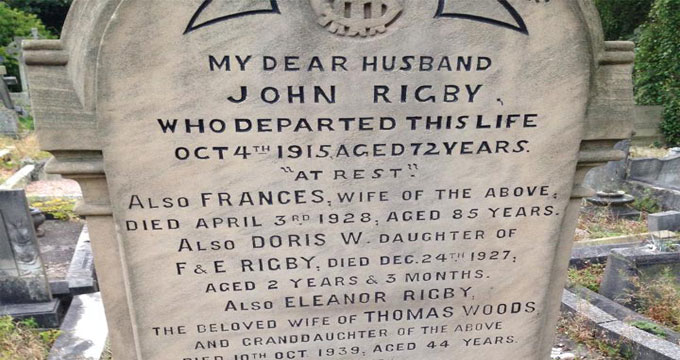 MY DEAR HUSBAND
JOHN RIGBY,
WHO DEPARTED THIS LIFE
OCT 4TH 1915, AGED 72 YEARS.
"AT REST."
ALSO FRANCES, WIFE OF THE ABOVE,
DIED APRIL 3RD 1928, AGED 85 YEARS.
ALSO DORIS W. DAUGHTER OF
F & E RIGBY, DIED DEC. 24TH 1927,
AGED 2 YEARS & 3 MONTHS.
ALSO ELEANOR RIGBY,
THE BELOVED WIFE OF THOMAS WOODS,
AND GRANDDAUGHTER OF THE ABOVE
DIED 10TH OCT 1939, AGED 44 YEARS.